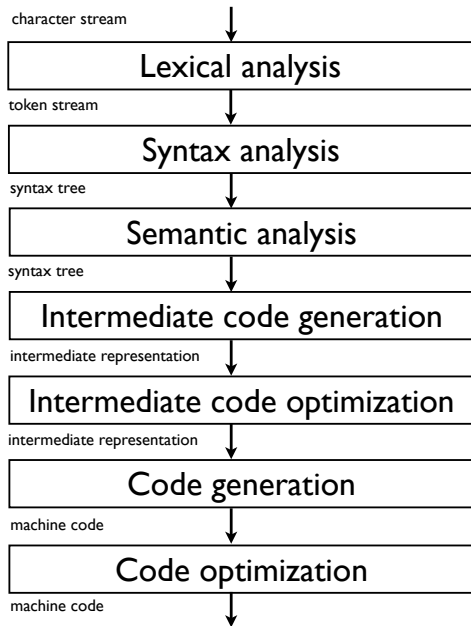 character stream
Lexical analysis
token stream
Syntax analysis
syntax tree
Semantic analysis
syntax tree
Intermediate code generation
intermediate representation
Intermediate code optimization
intermediate representation
Code generation
machine code
Code optimization
machine code